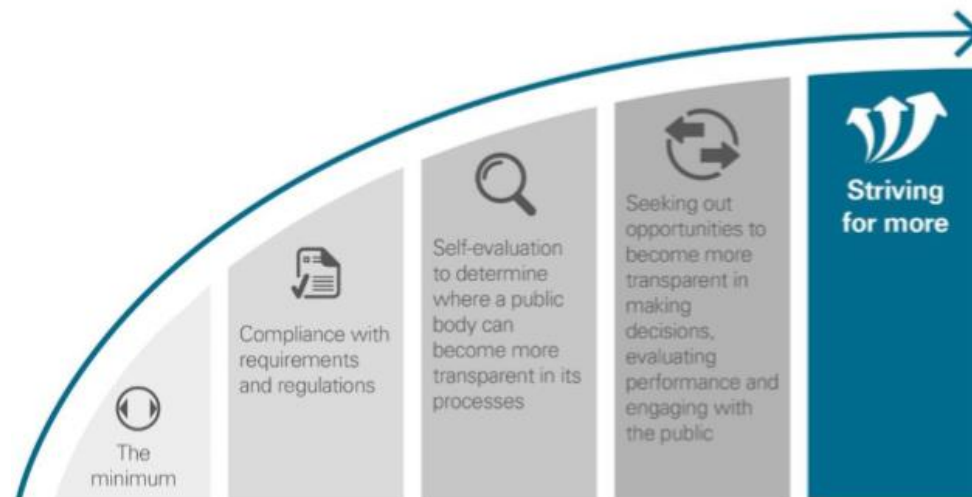 The
minimum
Compliance with
requirements
and regulations
Self-evaluation
to determine
where a public
body can
become more
transparent in its
processes
Seeking out
opportunities to
become more
transparent in
making
decisions,
evaluating
performance and
engaging with
the public
Striving
for more